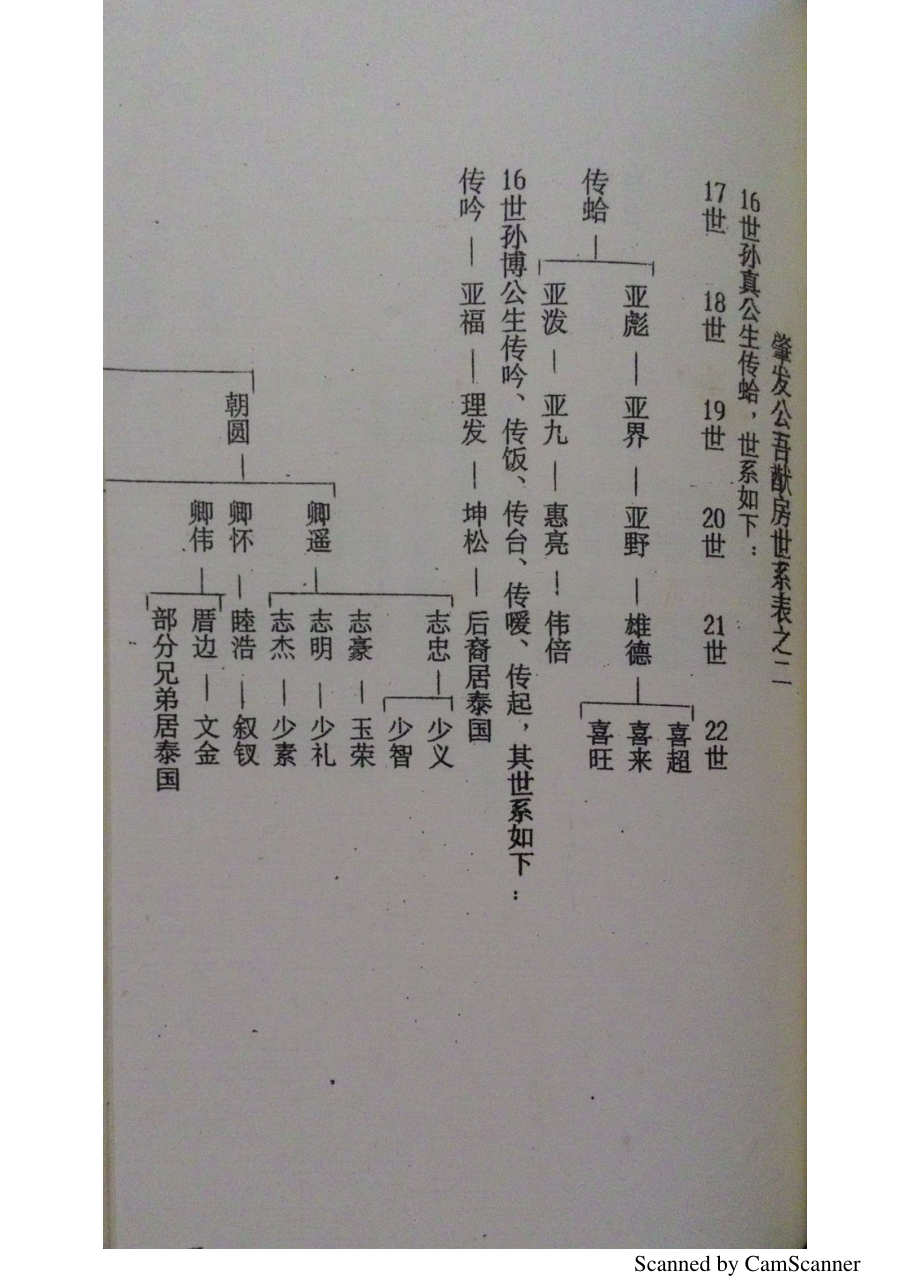 肇发公吾猷房世系表之二
16世孙真公生传蛤，世系如下：
17世 18世 19世 20世 21世 22世
喜超
亚彪 亚界 亚野 雄德 喜来
传蛤 喜旺
亚泼 亚九 惠亮 伟倍
16世孙博公生传吟、传饭、传台、传嗳、传起，其世系如下：
传吟 亚福 理发 坤松 后裔居泰国
志忠 少义
少智
志豪 玉荣
卿遥 志明 少礼
志杰 少素
朝圆 卿怀 睦浩 叙钗
卿伟 厝边 文金
部分兄弟居泰国
Scanned by CamScanner